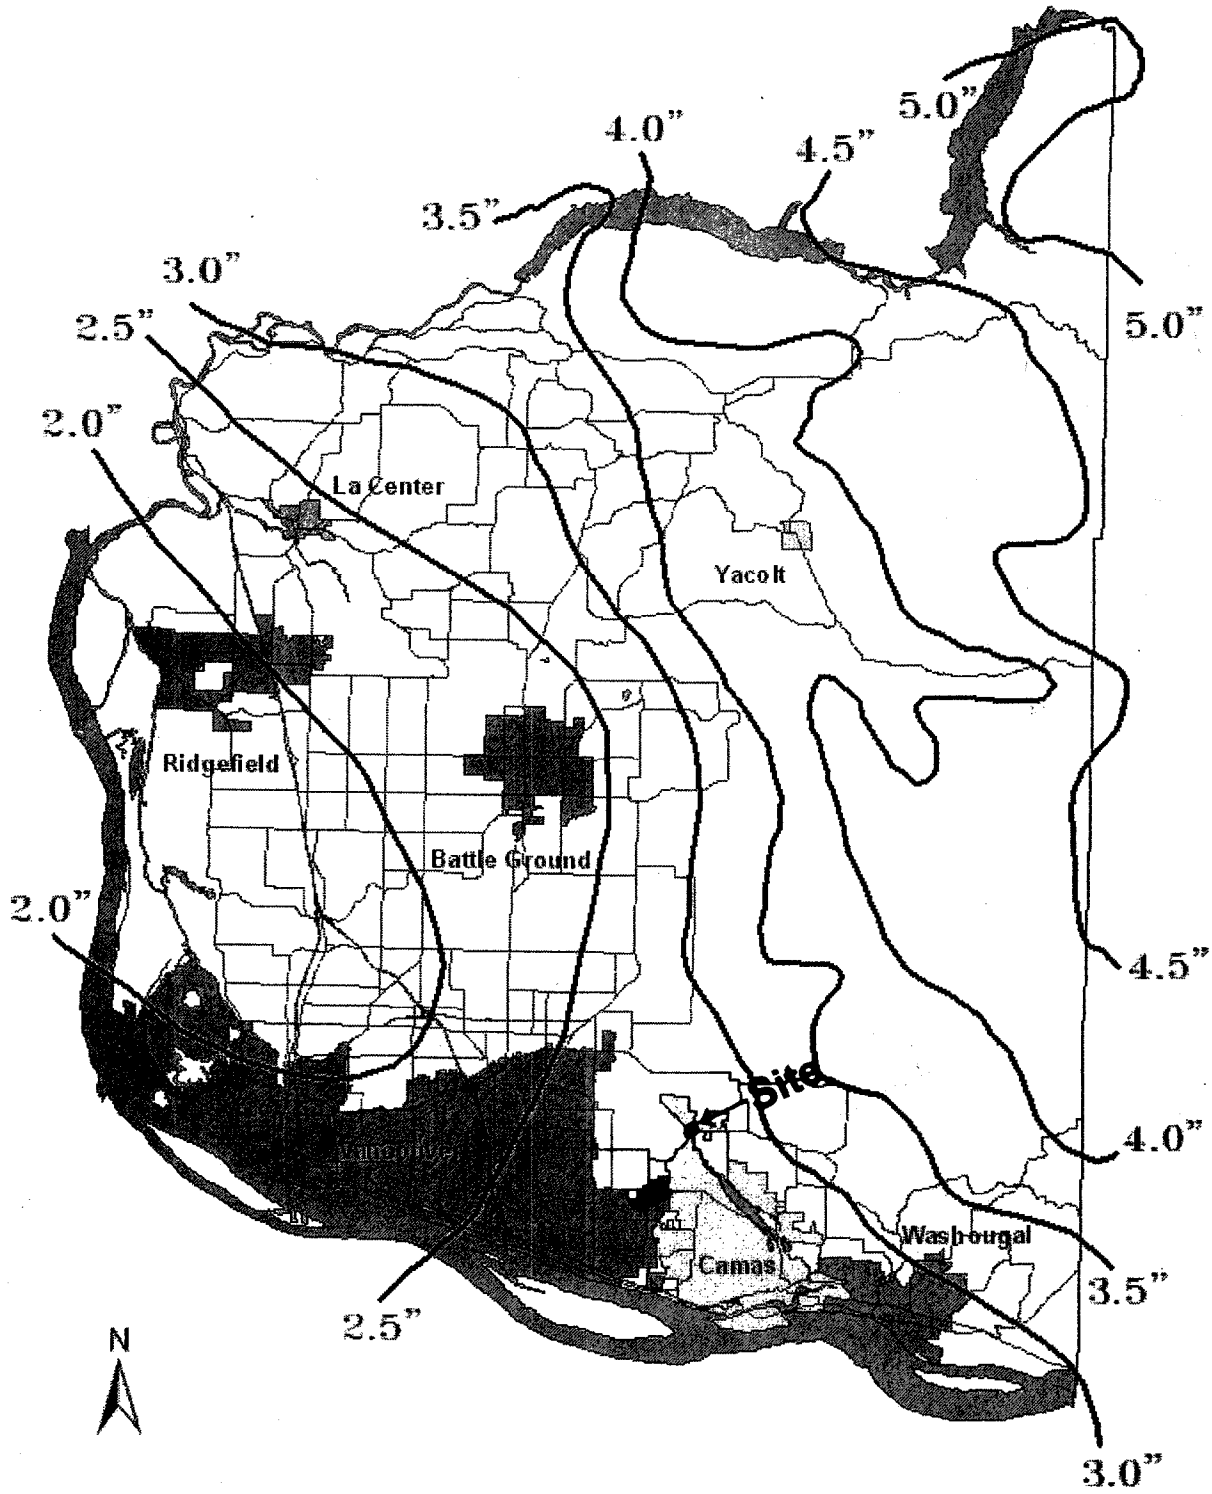 5.0”
4.0”
4.5”
3.5”
3.0”
2.5”
5.0”
2.0”
La Center
Yacolt
Ridgefield
Battle Ground
2.0”
4.5”
Site
4.0”
Vancouver
Washougal
Camas
3.5”
2.5”
N
3.0”